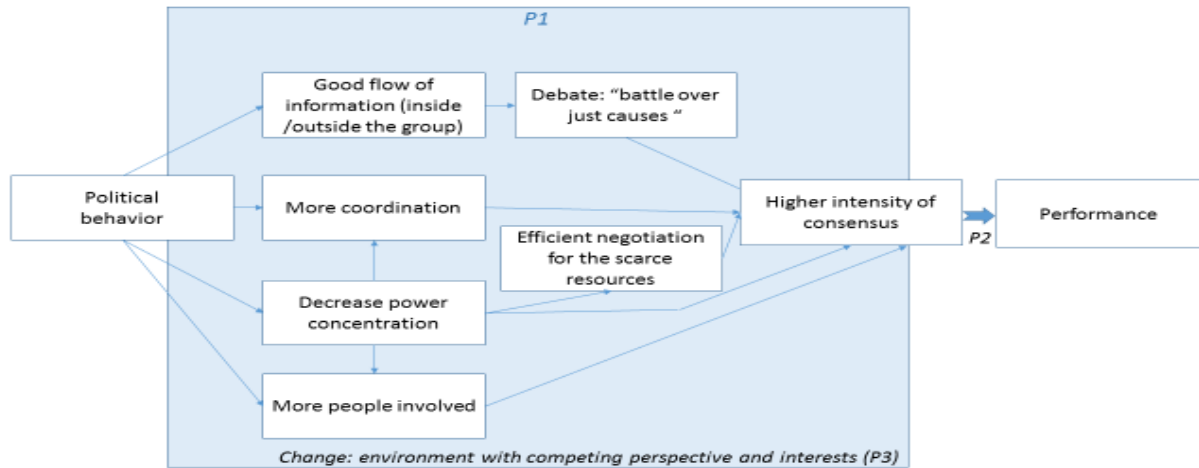 P1
Good flow of
information (inside
/outside the group)
Debate: “battle over
just causes ”
Political
behavior
More coordination
Higher intensity of
consensus
P2
Performance
Efficient negotiation
for the scarce
resources
Decrease power
concentration
More people involved
Change: environment with competing perspective and interests (P3)